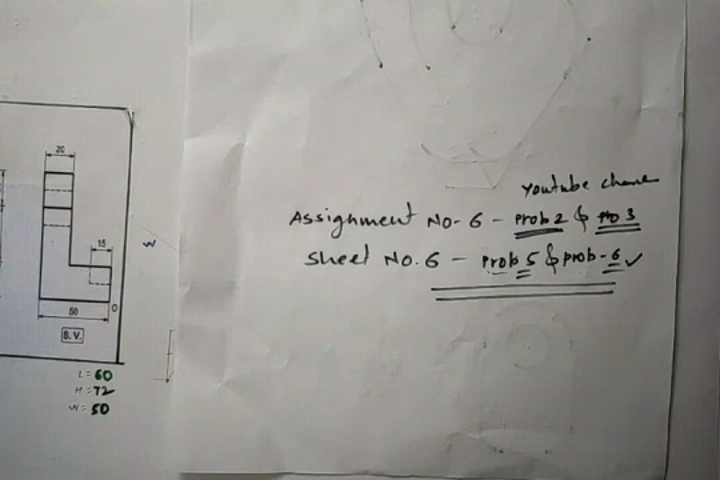 20
15
50
O
S.V.
L=60
H=72
W=50
W
Youtube
Assignment No-6 - Prob 2 & Pro 3
Sheet No.6 - Prob 5 & prob-6 ✓